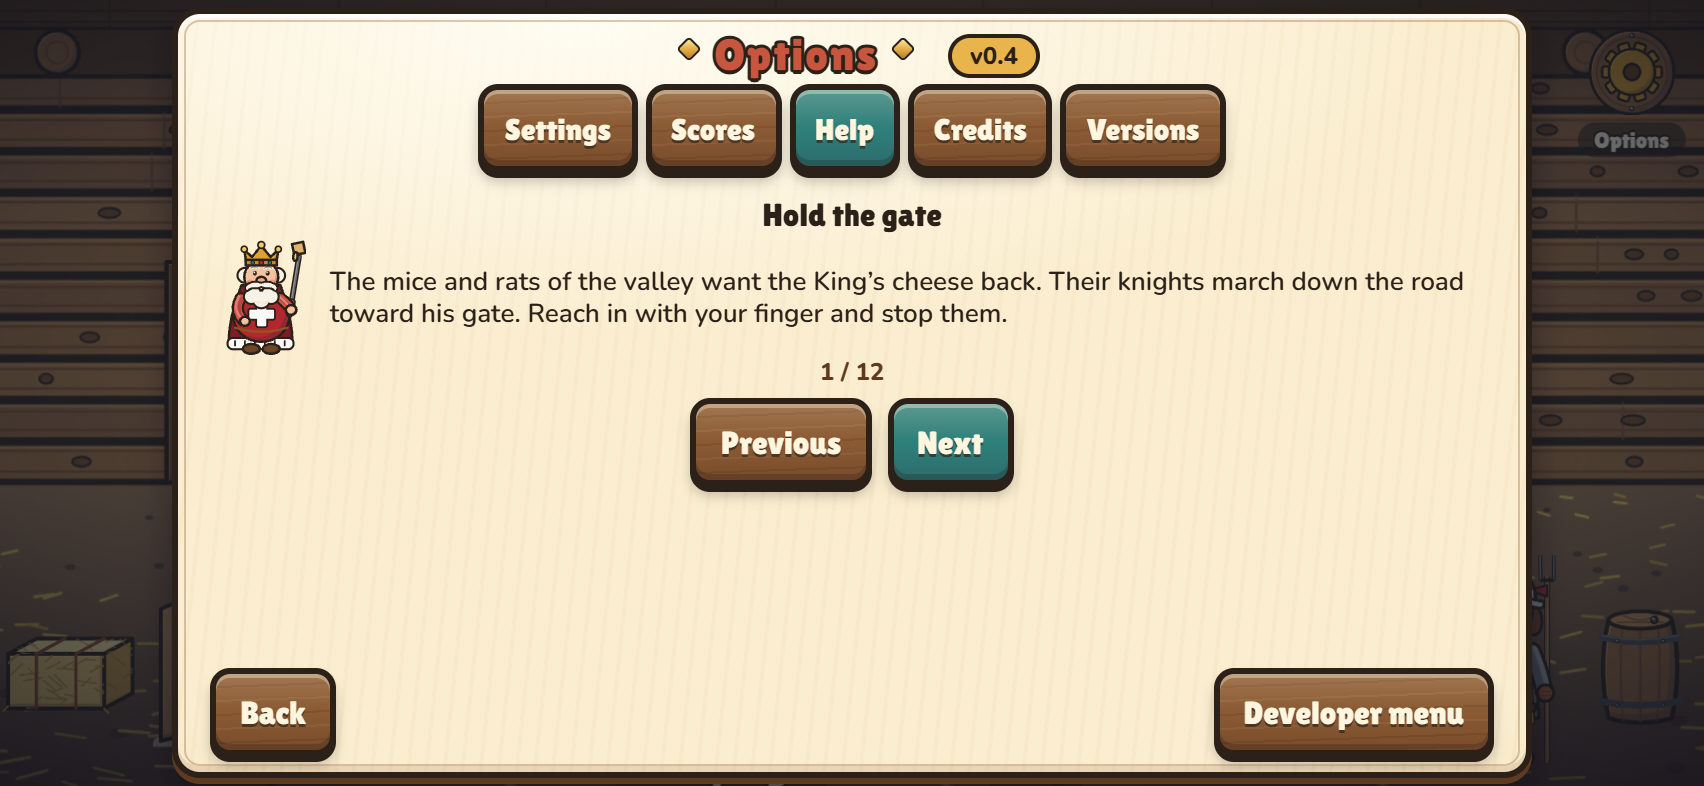 Options
v0.4
Settings
Scores
Help
Credits
Versions
Options
Hold the gate
The mice and rats of the valley want the King’s cheese back. Their knights march down the road
toward his gate. Reach in with your finger and stop them.
1 / 12
Previous
Next
Back
Developer menu